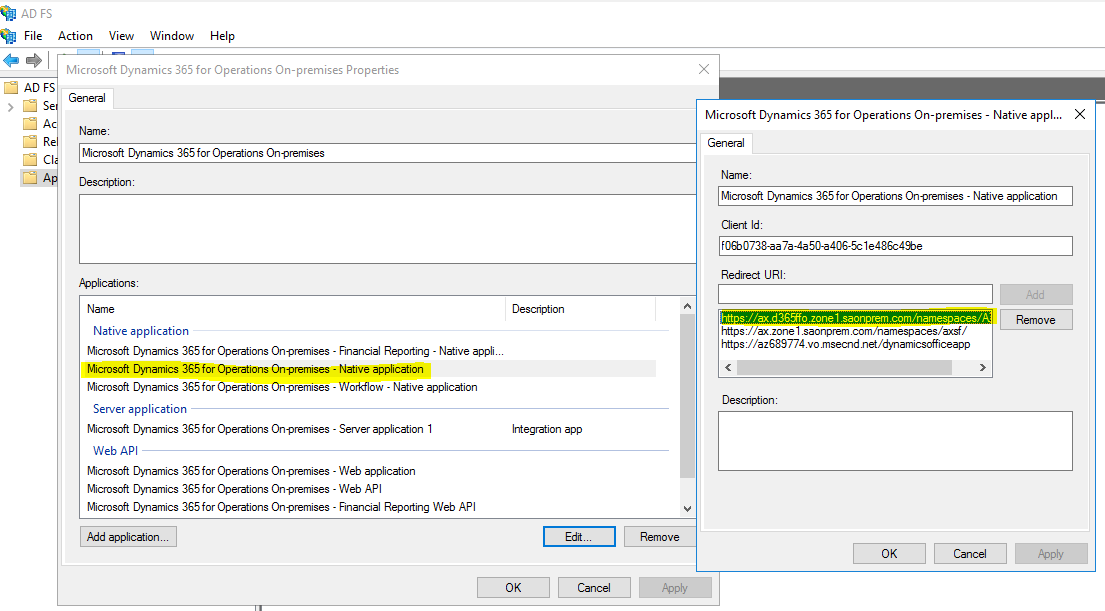 AD FS
File Action View Window Help
AD FS
Microsoft Dynamics 365 for Operations On-premises Properties
General
Name:
Microsoft Dynamics 365 for Operations On-premises
Description:
Applications:
Name Description
Native application
Microsoft Dynamics 365 for Operations On-premises - Financial Reporting - Native appli...
Microsoft Dynamics 365 for Operations On-premises - Native application
Microsoft Dynamics 365 for Operations On-premises - Workflow - Native application
Server application
Microsoft Dynamics 365 for Operations On-premises - Server application 1 Integration app
Web API
Microsoft Dynamics 365 for Operations On-premises - Web application
Microsoft Dynamics 365 for Operations On-premises - Web API
Microsoft Dynamics 365 for Operations On-premises - Financial Reporting Web API
Add application... Edit... Remove
OK Cancel Apply
Microsoft Dynamics 365 for Operations On-premises - Native appl...
General
Name:
Microsoft Dynamics 365 for Operations On-premises - Native application
Client Id:
f06b0738-aa7a-4a50-a406-5c1e486c49be
Redirect URI:
Add
https://ax.d365ffo.zone1.saonprem.com/namespaces/A
https://ax.zone1.saonprem.com/namespaces/axsf/
https://az689774.vo.msecnd.net/dynamicsofficeapp
Remove
Description:
OK Cancel Apply